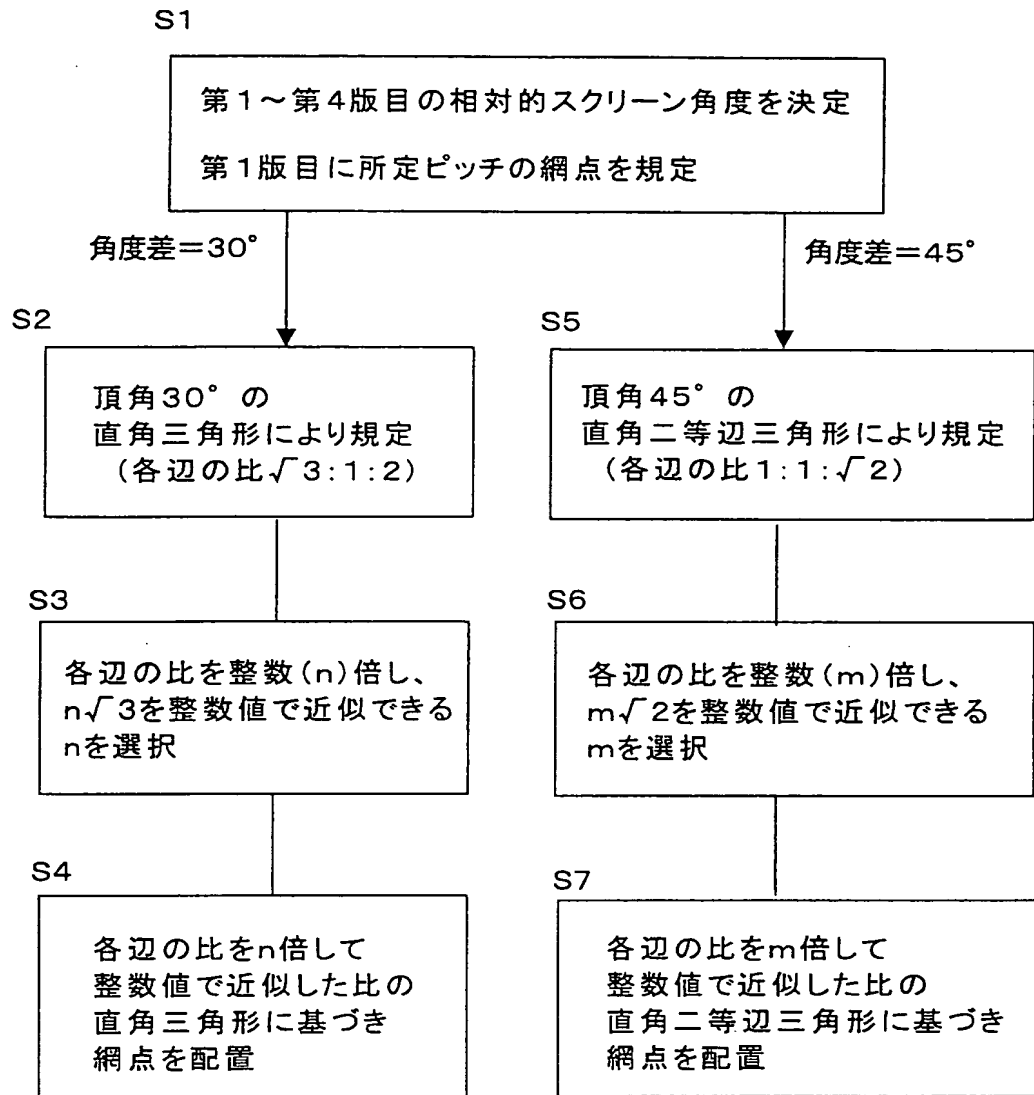 S1
第1～第4版目の相対的スクリーン角度を決定
第1版目に所定ピッチの網点を規定
角度差＝30°
角度差＝45°
S2
頂角30°の
直角三角形により規定
（各辺の比√3：1：2）
S3
各辺の比を整数（n）倍し、
n√3を整数値で近似できる
nを選択
S4
各辺の比をn倍して
整数値で近似した比の
直角三角形に基づき
網点を配置
S5
頂角45°の
直角二等辺三角形により規定
（各辺の比1：1：√2）
S6
各辺の比を整数（m）倍し、
m√2を整数値で近似できる
mを選択
S7
各辺の比をm倍して
整数値で近似した比の
直角二等辺三角形に基づき
網点を配置